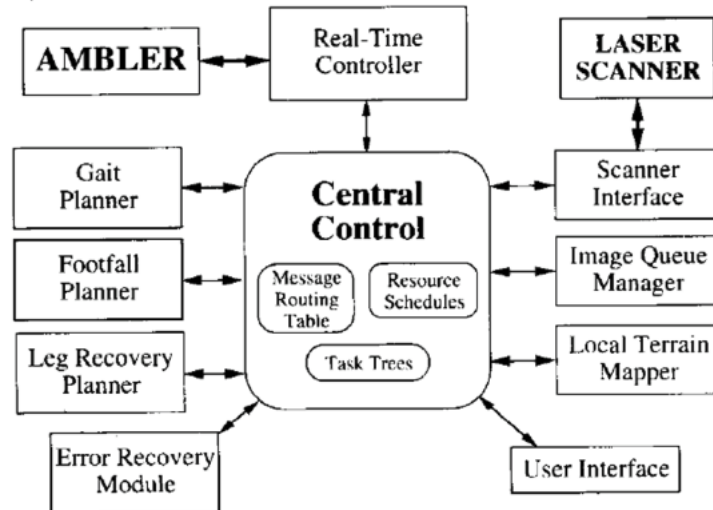 AMBLER
Real-Time
Controller
LASER
SCANNER
Gait
Planner
Central
Control
Scanner
Interface
Footfall
Planner
Message
Routing
Table
Resource
Schedules
Image Queue
Manager
Leg Recovery
Planner
Task Trees
Local Terrain
Mapper
Error Recovery
Module
User Interface